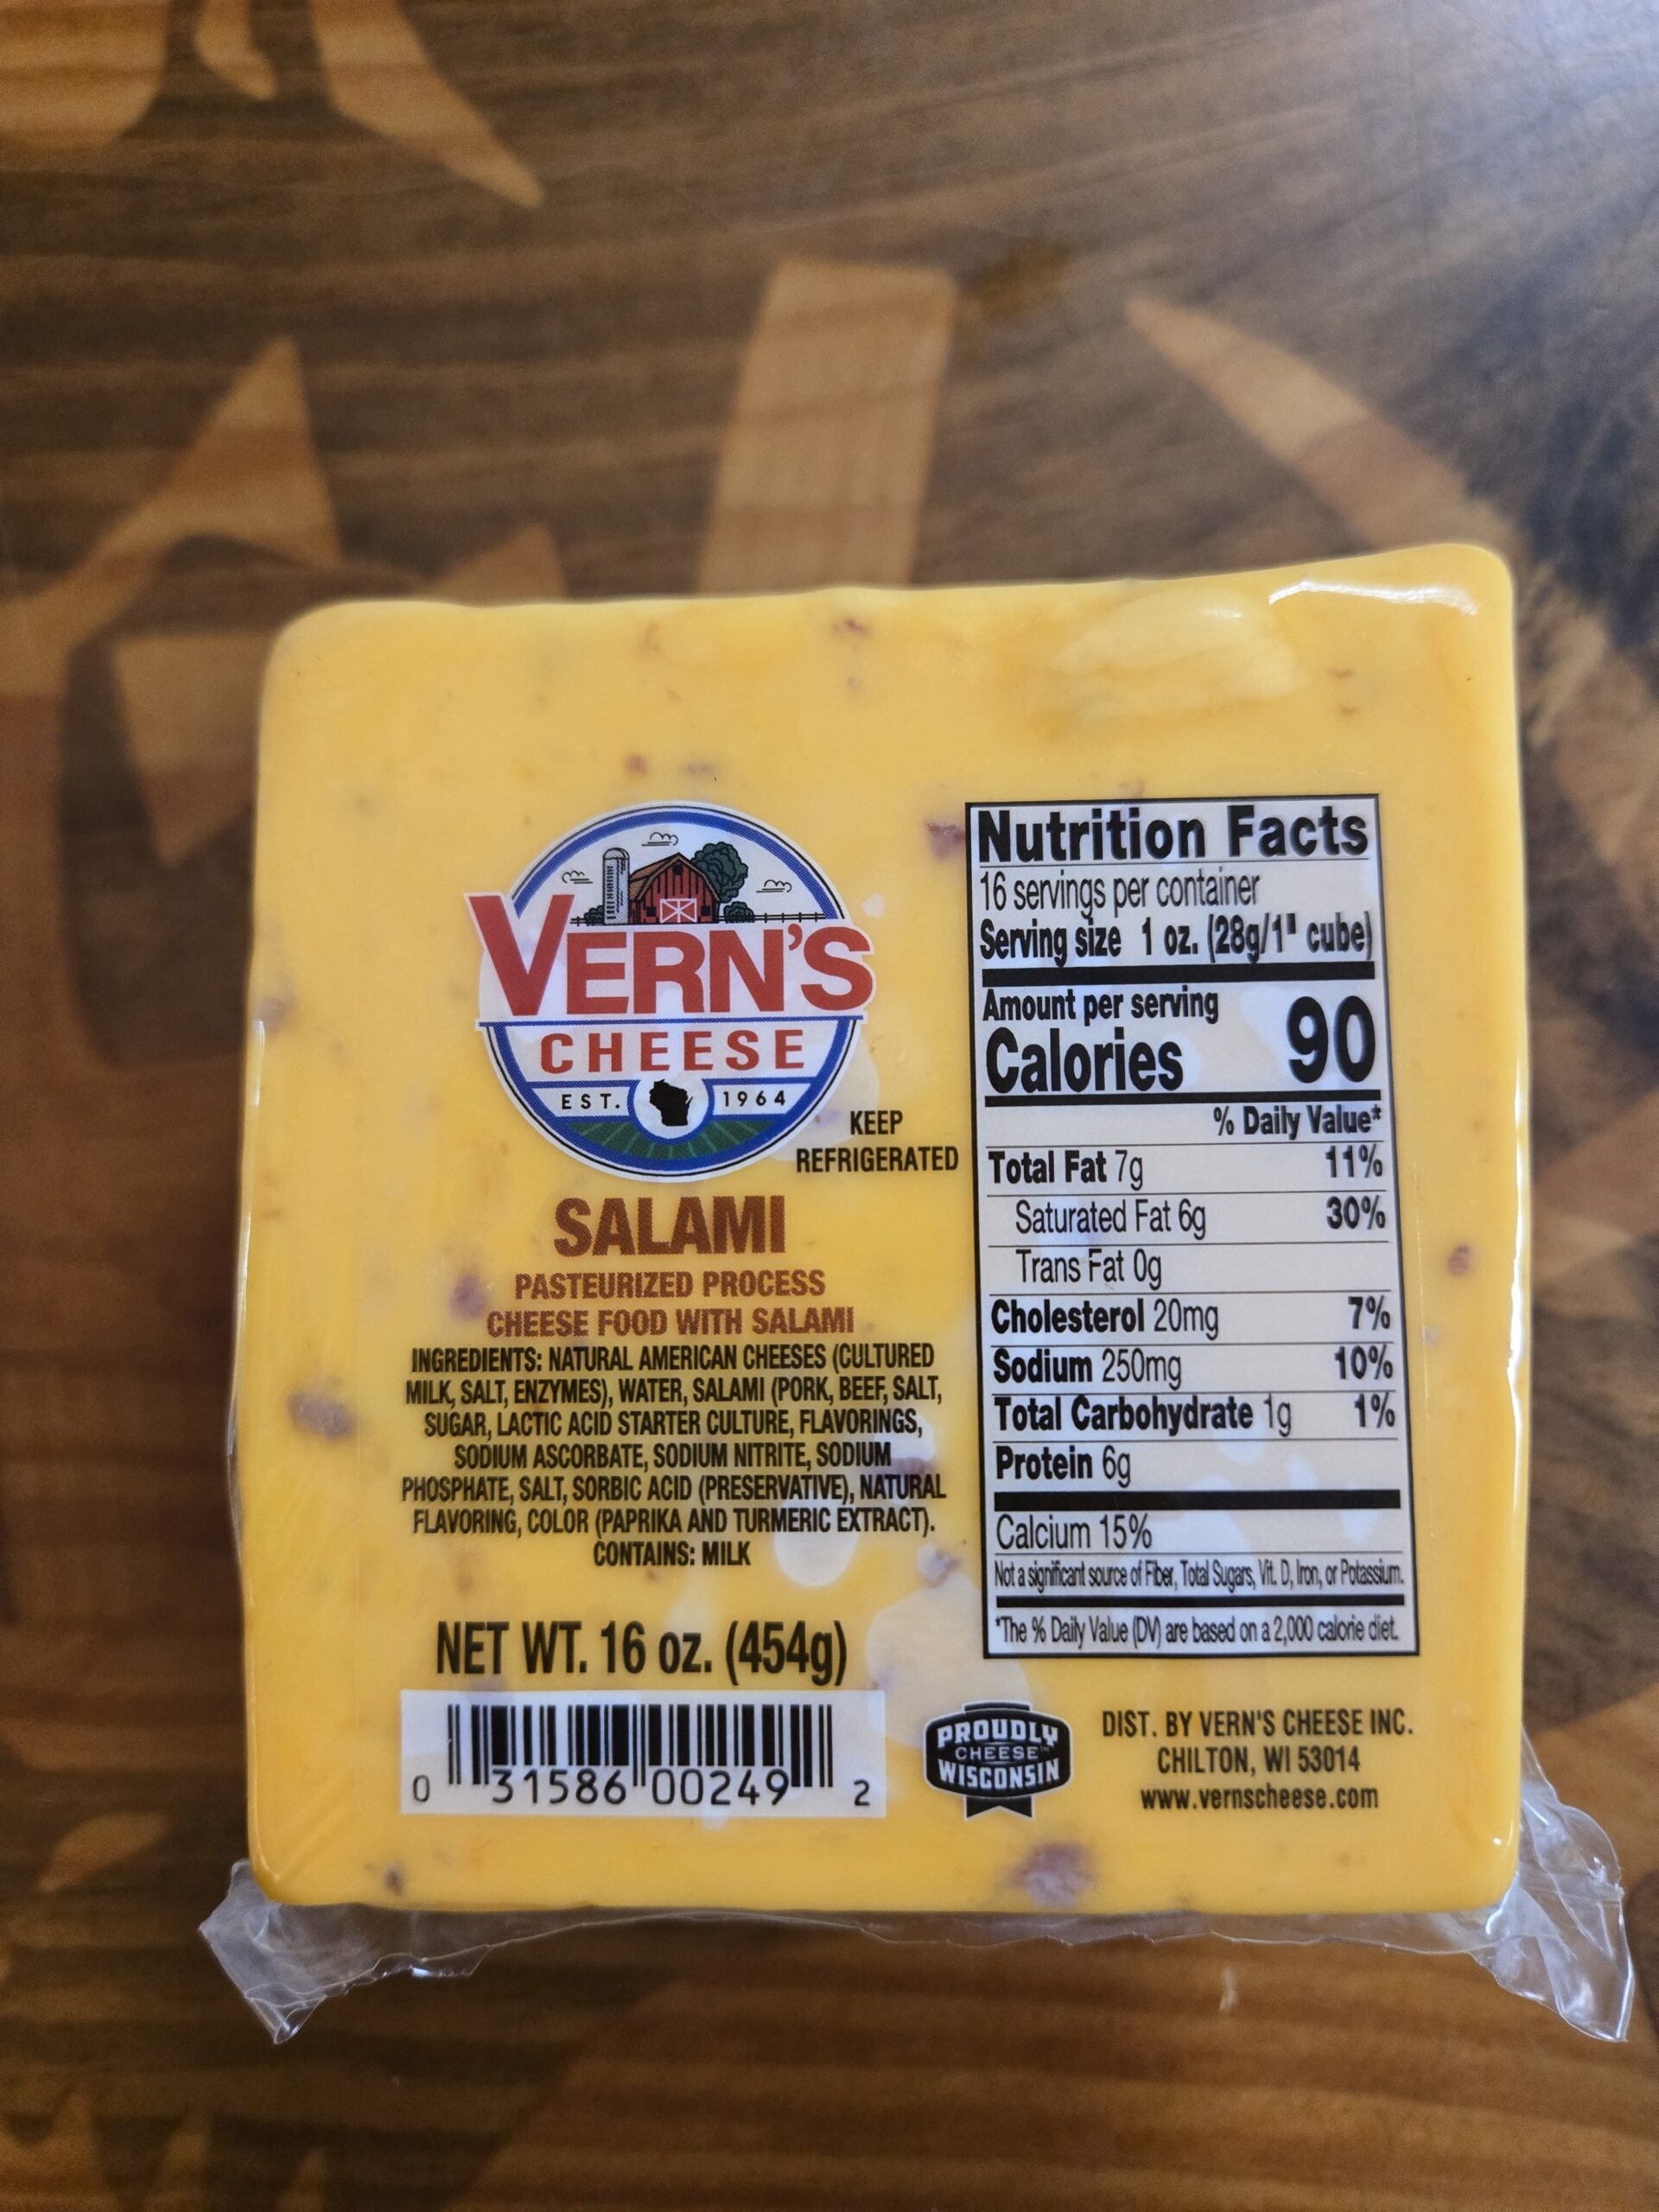 VERN'S
CHEESE
EST. 1964
KEEP
REFRIGERATED
SALAMI
PASTEURIZED PROCESS
CHEESE FOOD WITH SALAMI
INGREDIENTS: NATURAL AMERICAN CHEESES (CULTURED
MILK, SALT, ENZYMES), WATER, SALAMI (PORK, BEEF, SALT,
SUGAR, LACTIC ACID STARTER CULTURE, FLAVORINGS,
SODIUM ASCORBATE, SODIUM NITRITE, SODIUM
PHOSPHATE, SALT, SORBIC ACID (PRESERVATIVE), NATURAL
FLAVORING, COLOR (PAPRIKA AND TURMERIC EXTRACT).
CONTAINS: MILK
NET WT. 16 oz. (454g)
0 31586 00249 2
Nutrition Facts
16 servings per container
Serving size 1 oz. (28g/1" cube)
Amount per serving
Calories 90
% Daily Value*
Total Fat 7g 11%
Saturated Fat 6g 30%
Trans Fat 0g
Cholesterol 20mg 7%
Sodium 250mg 10%
Total Carbohydrate 1g 1%
Protein 6g
Calcium 15%
Not a significant source of Fiber, Total Sugars, Vit. D, Iron, or Potassium.
*The % Daily Value (DV) are based on a 2,000 calorie diet.
PROUDLY
CHEESE™
WISCONSIN
DIST. BY VERN'S CHEESE INC.
CHILTON, WI 53014
www.vernscheese.com